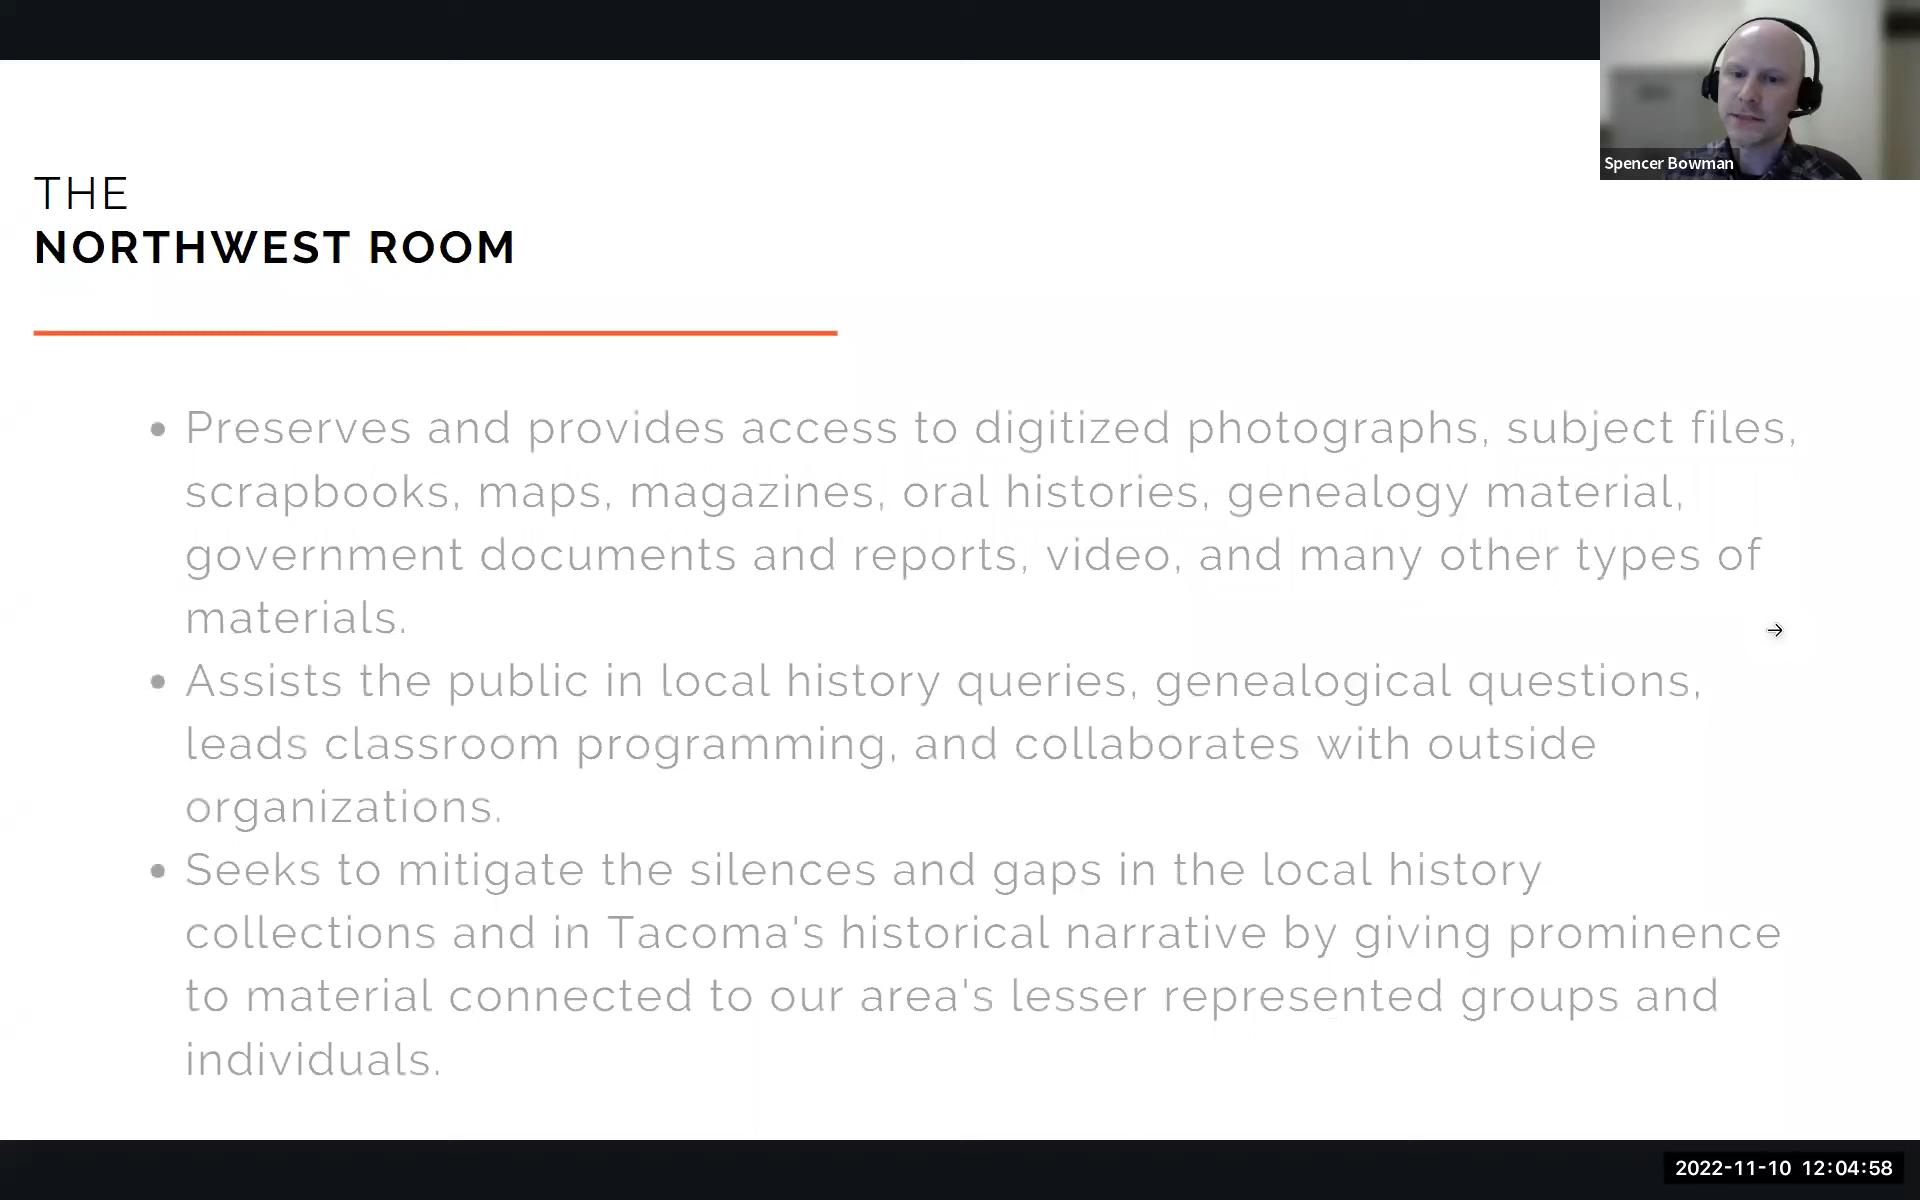 THE
NORTHWEST ROOM
Spencer Bowman
• Preserves and provides access to digitized photographs, subject files,
scrapbooks, maps, magazines, oral histories, genealogy material,
government documents and reports, video, and many other types of
materials.
• Assists the public in local history queries, genealogical questions,
leads classroom programming, and collaborates with outside
organizations.
• Seeks to mitigate the silences and gaps in the local history
collections and in Tacoma's historical narrative by giving prominence
to material connected to our area's lesser represented groups and
individuals.
2022-11-10 12:04:58